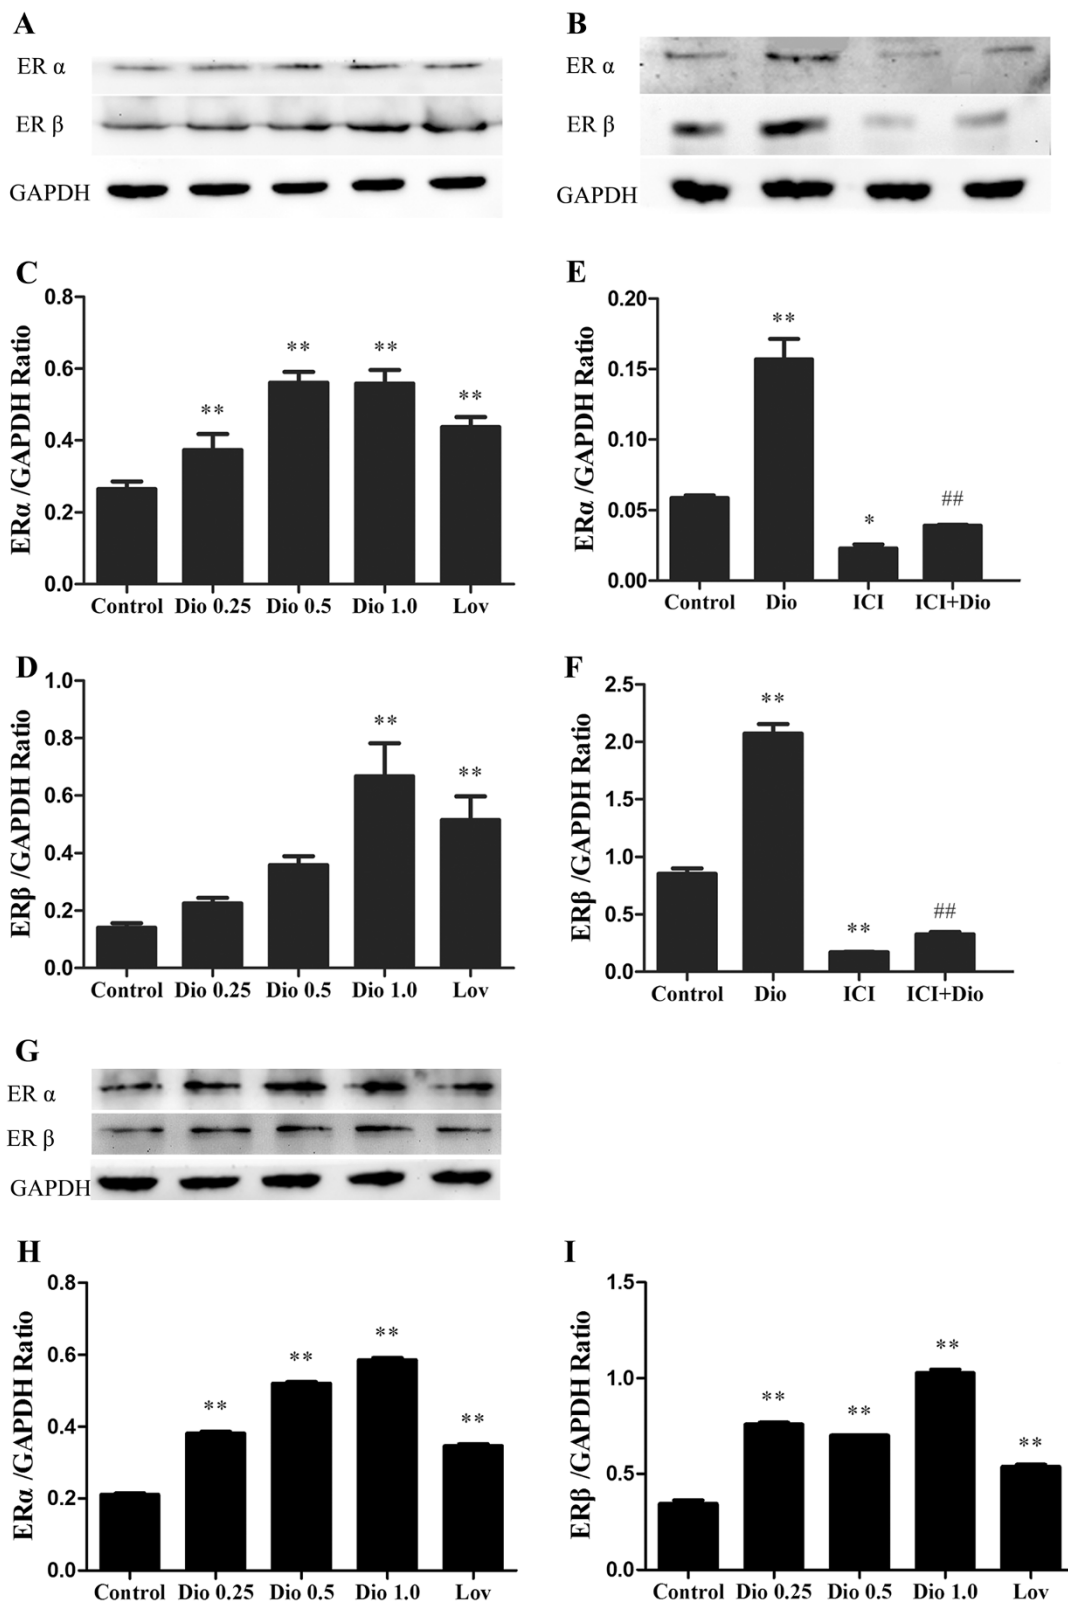 A
ER α
ER β
GAPDH
B
ER α
ER β
GAPDH
C
ERα /GAPDH Ratio
0.8
0.6
0.4
0.2
0.0
**
**
**
**
Control Dio 0.25 Dio 0.5 Dio 1.0 Lov
E
ERα /GAPDH Ratio
0.20
0.15
0.10
0.05
0.00
**
*
##
Control Dio ICI ICI+Dio
D
ERβ /GAPDH Ratio
1.0
0.8
0.6
0.4
0.2
0.0
**
**
Control Dio 0.25 Dio 0.5 Dio 1.0 Lov
F
ERβ /GAPDH Ratio
2.5
2.0
1.5
1.0
0.5
0.0
**
**
##
Control Dio ICI ICI+Dio
G
ER α
ER β
GAPDH
H
ERα /GAPDH Ratio
0.8
0.6
0.4
0.2
0.0
**
**
**
**
Control Dio 0.25 Dio 0.5 Dio 1.0 Lov
I
ERβ /GAPDH Ratio
1.5
1.0
0.5
0.0
**
**
**
**
Control Dio 0.25 Dio 0.5 Dio 1.0 Lov